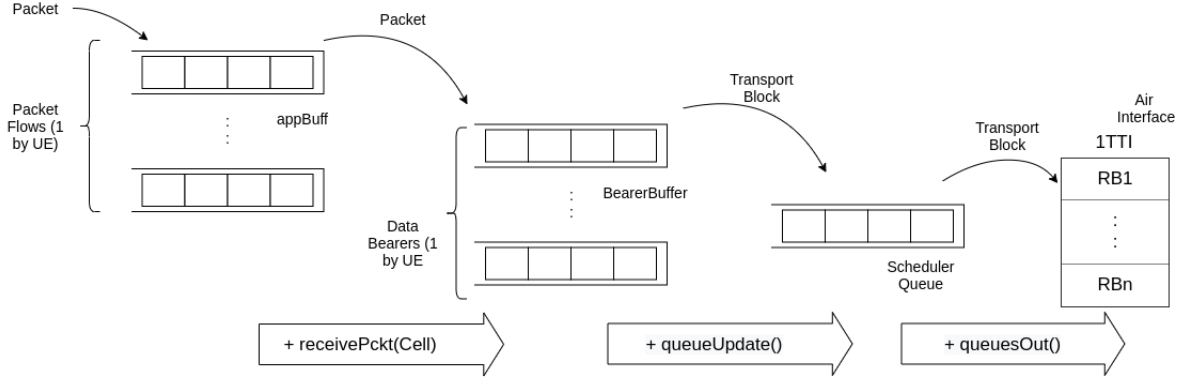 Packet
Packet
Flows (1
by UE)
appBuff
Packet
Data
Bearers (1
by UE
BearerBuffer
Transport
Block
Scheduler
Queue
Transport
Block
Air
Interface
1TTI
RB1
RBn
+ receivePckt(Cell)
+ queueUpdate()
+ queuesOut()